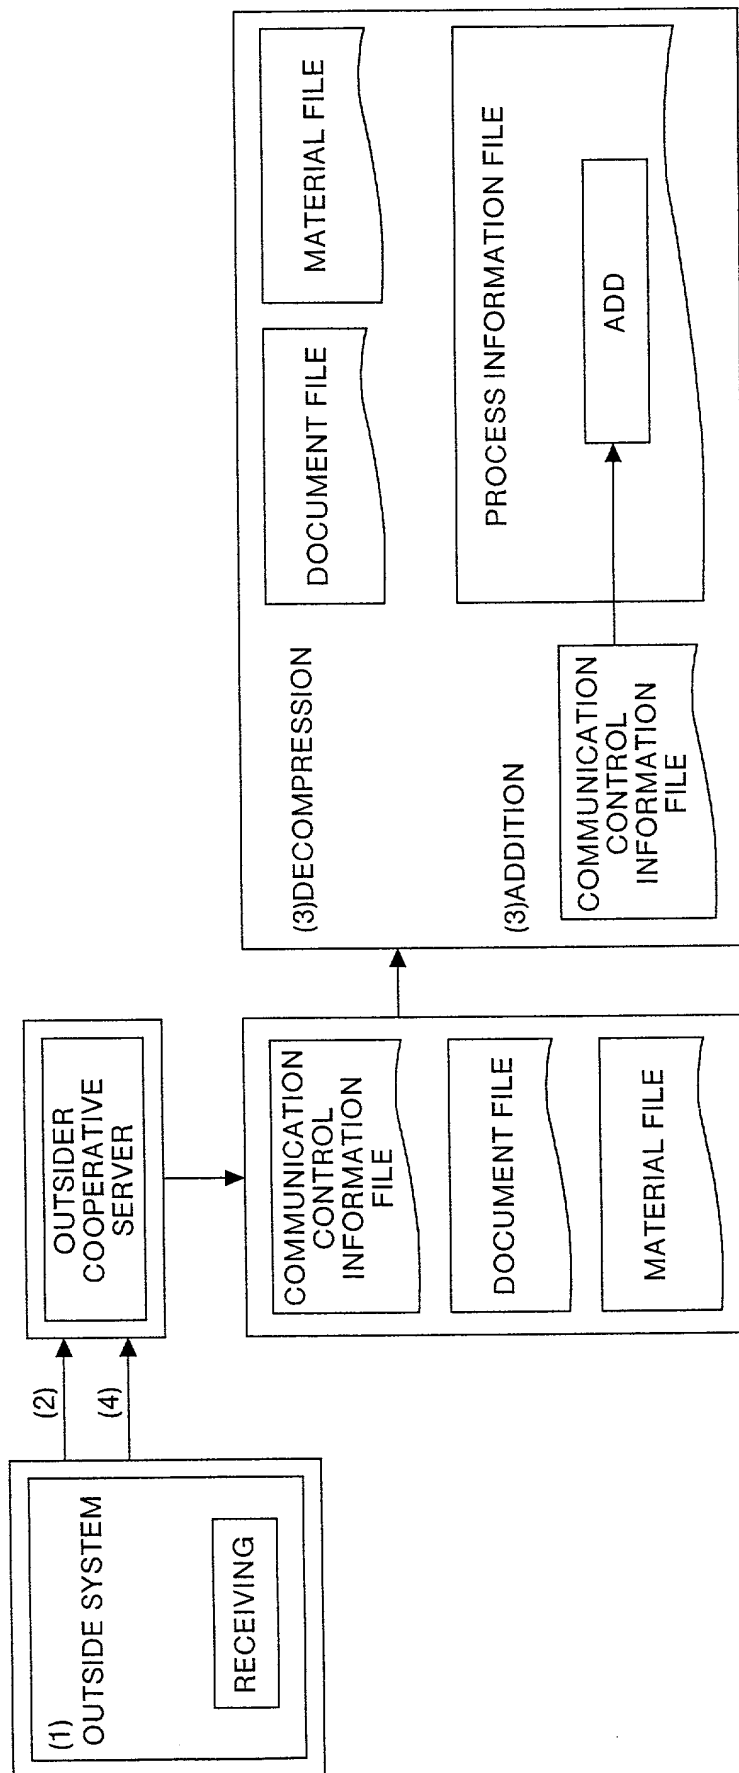 (1)
OUTSIDE SYSTEM
RECEIVING
(2)
(4)
OUTSIDER
COOPERATIVE
SERVER
COMMUNICATION
CONTROL
INFORMATION
FILE
DOCUMENT FILE
MATERIAL FILE
(3)DECOMPRESSION
DOCUMENT FILE
MATERIAL FILE
(3)ADDITION
COMMUNICATION
CONTROL
INFORMATION
FILE
PROCESS INFORMATION FILE
ADD